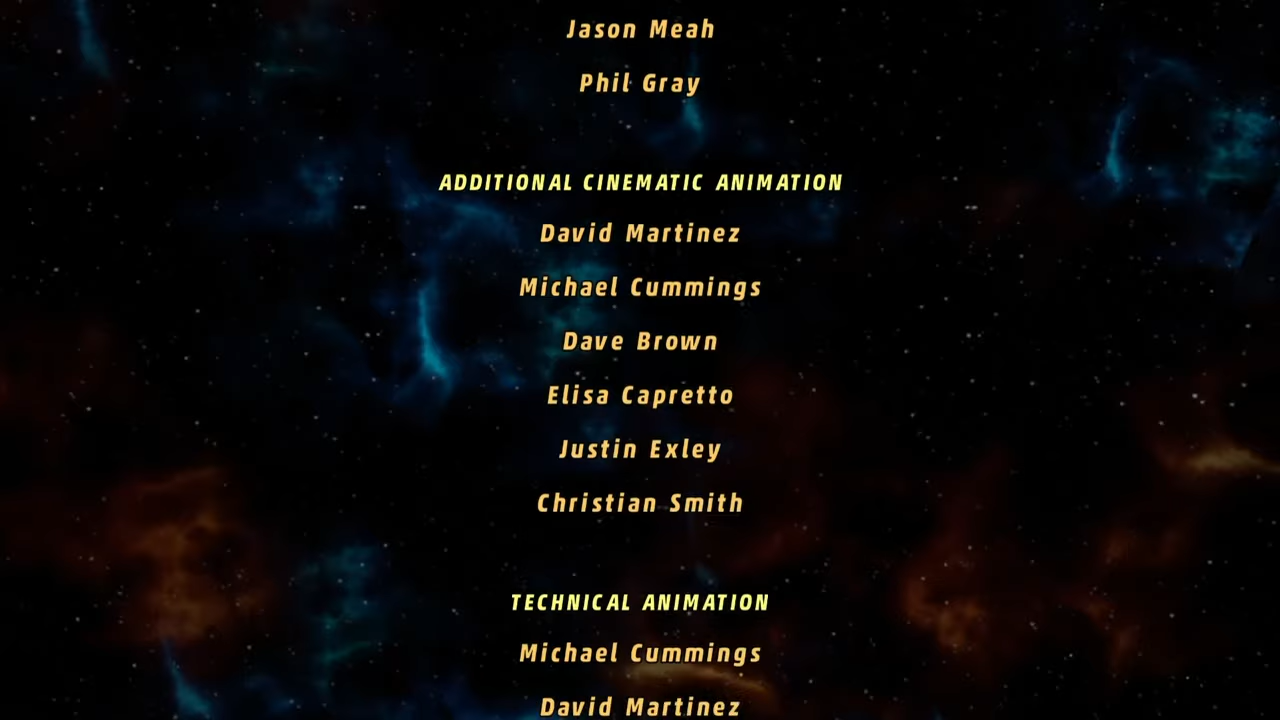 Jason Meah
Phil Gray
ADDITIONAL CINEMATIC ANIMATION
David Martinez
Michael Cummings
Dave Brown
Elisa Capretto
Justin Exley
Christian Smith
TECHNICAL ANIMATION
Michael Cummings
David Martinez